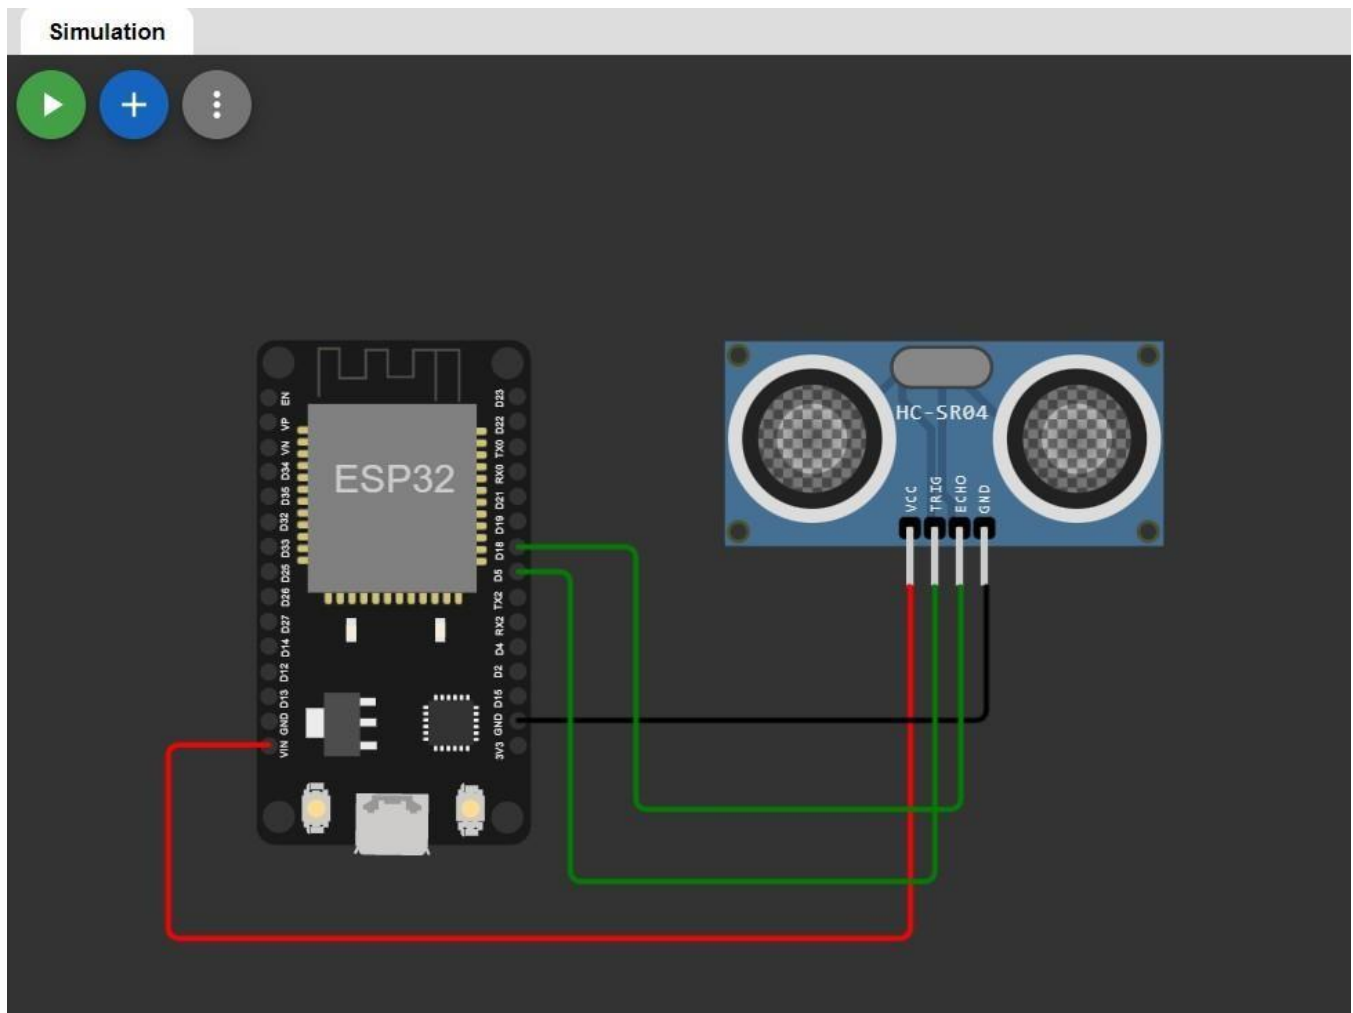 Simulation
ESP32
EN
VP
VN
D34
D35
D32
D33
D25
D26
D27
D14
D12
D13
GND
VIN
D23
D22
TX0
RX0
D21
D19
D18
D5
TX2
RX2
D4
D2
D15
GND
3V3
HC-SR04
VCC
TRIG
ECHO
GND